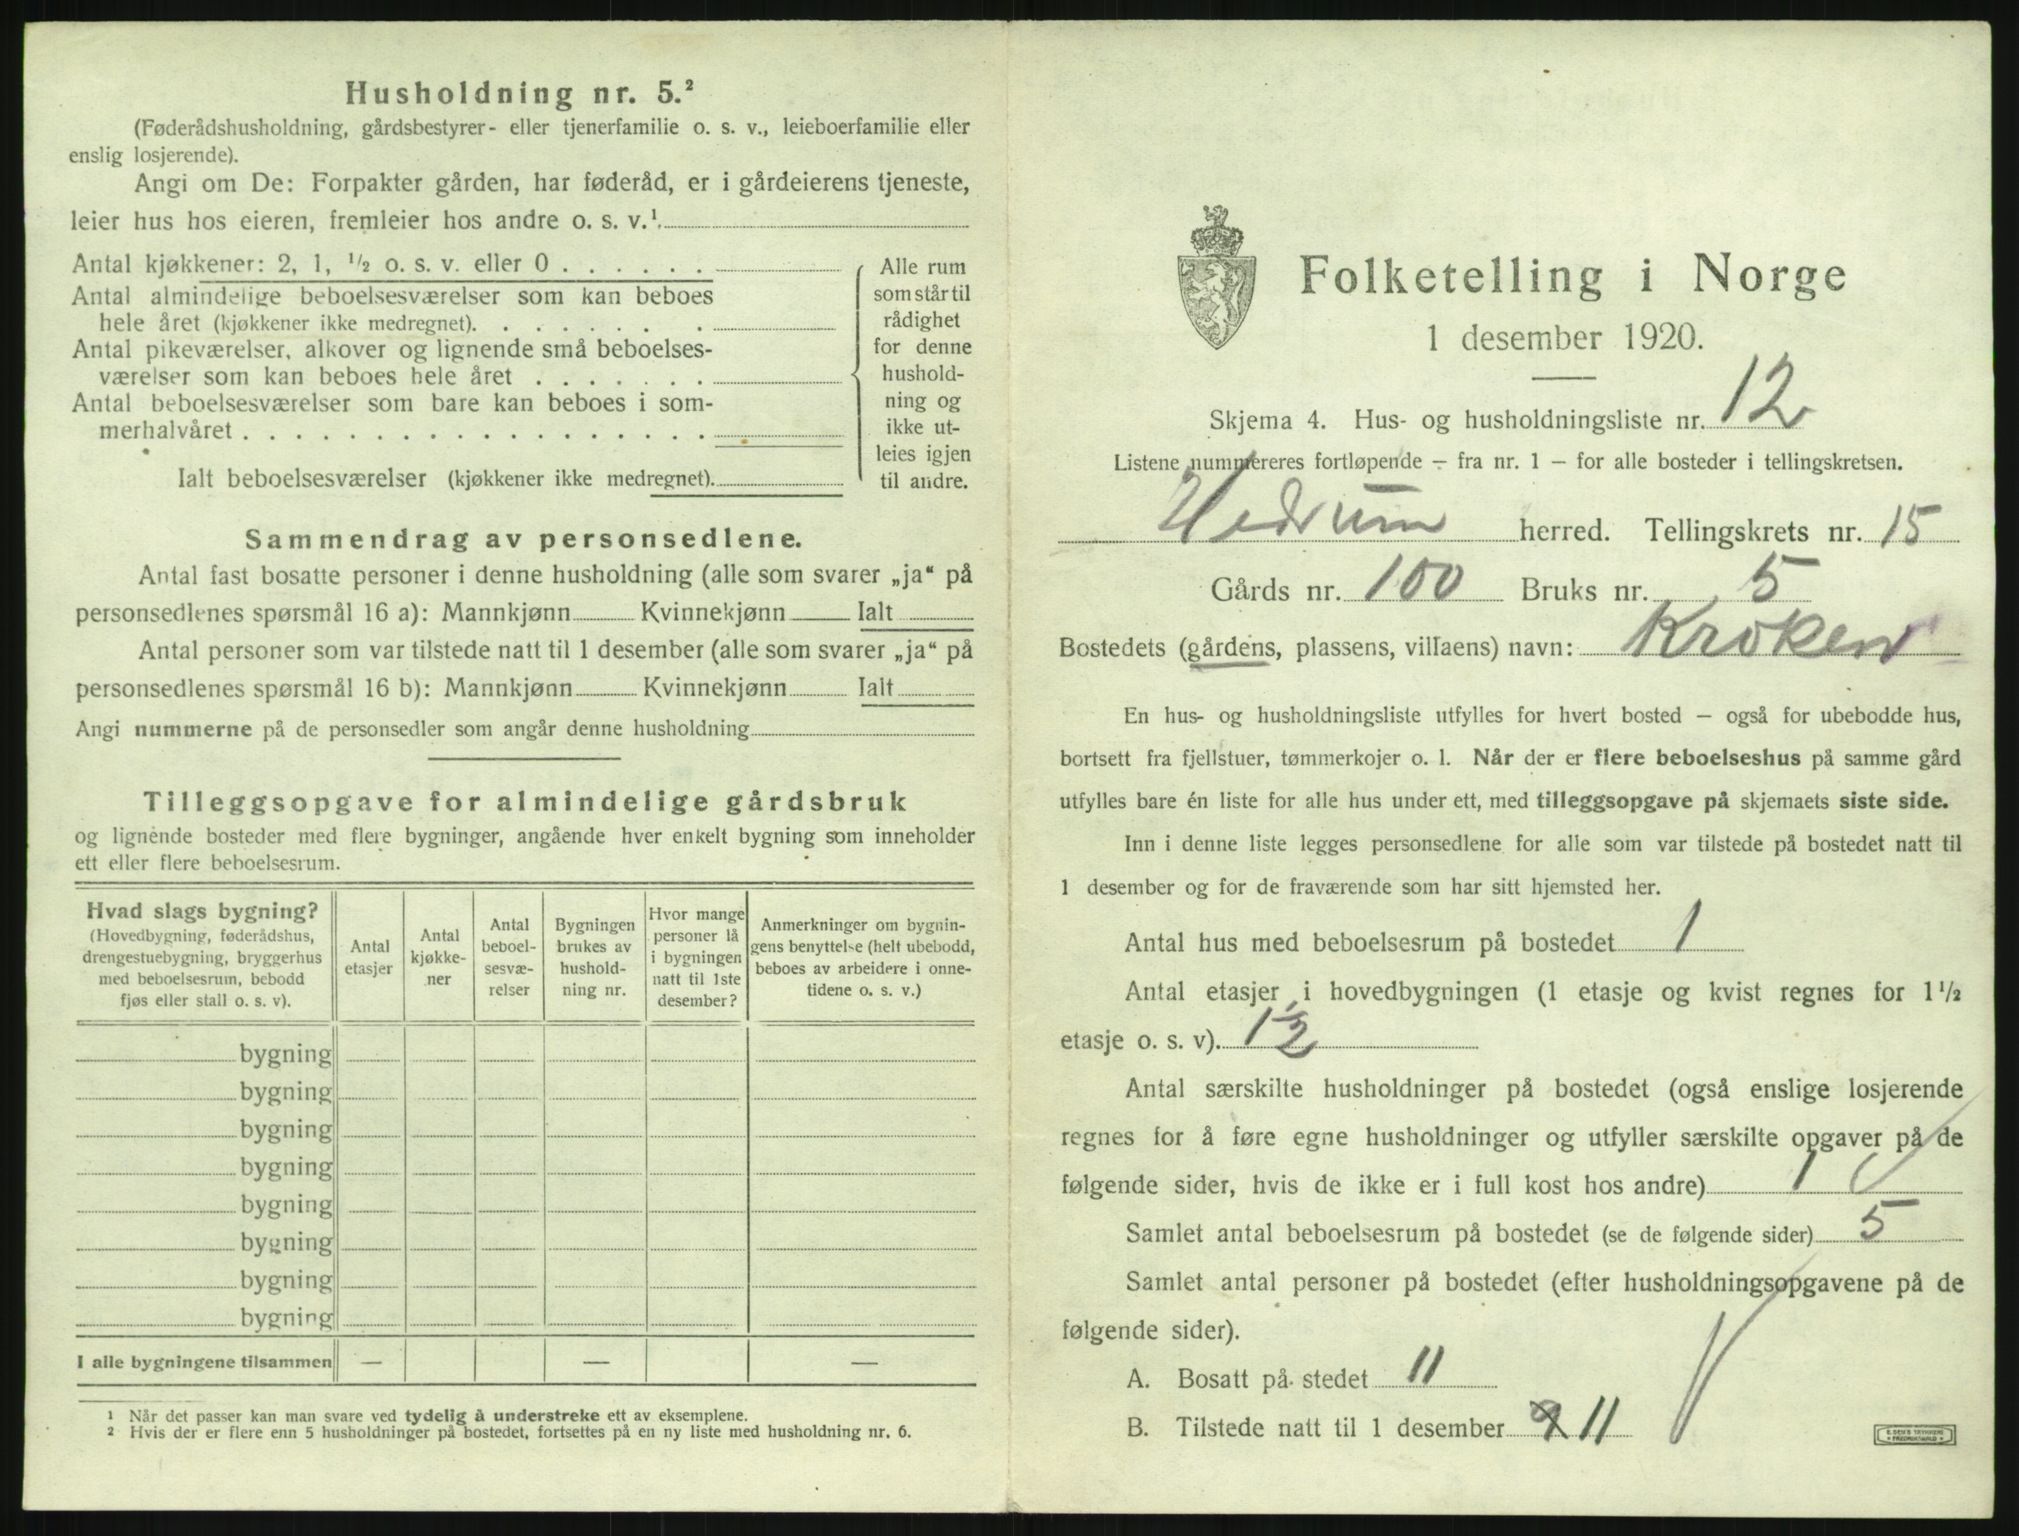 Husholdning nr. 5.²
(Føderådshusholdning, gårdsbestyrer- eller tjenerfamilie o. s. v., leieboerfamilie eller
enslig losjerende).
Angi om De: Forpakter gården, har føderåd, er i gårdeierens tjeneste,
leier hus hos eieren, fremleier hos andre o. s. v.¹.
Antal kjøkkener: 2, 1, ½ o. s. v. eller 0 . . . . . .
Antal almindelige beboelsesværelser som kan beboes
hele året (kjøkkener ikke medregnet). . . . . . . .
Antal pikeværelser, alkover og lignende små beboelses-
værelser som kan beboes hele året . . . . . . .
Antal beboelsesværelser som bare kan beboes i som-
merhalvåret . . . . . . . . . . . . . . . . . .
Ialt beboelsesværelser (kjøkkener ikke medregnet).
Alle rum
som står til
rådighet
for denne
hushold-
ning og
ikke ut-
leies igjen
til andre.
Sammendrag av personsedlene.
Antal fast bosatte personer i denne husholdning (alle som svarer „ja“ på
personsedlenes spørsmål 16 a): Mannkjønn Kvinnekjønn Ialt
Antal personer som var tilstede natt til 1 desember (alle som svarer „ja“ på
personsedlenes spørsmål 16 b): Mannkjønn Kvinnekjønn Ialt
Angi nummerne på de personsedler som angår denne husholdning
Tilleggsopgave for almindelige gårdsbruk
og lignende bosteder med flere bygninger, angående hver enkelt bygning som inneholder
ett eller flere beboelsesrum.
Hvad slags bygning?
(Hovedbygning, føderådshus,
drengestuebygning, bryggerhus
med beboelsesrum, bebodd
fjøs eller stall o. s. v).
Antal
etasjer
Antal
kjøkke-
ner
Antal
beboel-
sesvæ-
relser
Bygningen
brukes av
hushold-
ning nr.
Hvor mange
personer lå
i bygningen
natt til 1ste
desember?
Anmerkninger om bygnin-
gens benyttelse (helt ubebodd,
beboes av arbeidere i onne-
tidene o. s. v.)
bygning
bygning
bygning
bygning
bygning
bygning
bygning
bygning
I alle bygningene tilsammen — — —
¹ Når det passer kan man svare ved tydelig å understreke ett av eksemplene.
² Hvis der er flere enn 5 husholdninger på bostedet, fortsettes på en ny liste med husholdning nr. 6.
Folketelling i Norge
1 desember 1920.
Skjema 4. Hus- og husholdningsliste nr. 12
Listene nummereres fortløpende – fra nr. 1 – for alle bosteder i tellingskretsen.
Hedrum herred. Tellingskrets nr. 15
Gårds nr. 100 Bruks nr. 5
Bostedets (gårdens, plassens, villaens) navn: Kroken
En hus- og husholdningsliste utfylles for hvert bosted – også for ubebodde hus,
bortsett fra fjellstuer, tømmerkojer o. l. Når der er flere beboelseshus på samme gård
utfylles bare én liste for alle hus under ett, med tilleggsopgave på skjemaets siste side.
Inn i denne liste legges personsedlene for alle som var tilstede på bostedet natt til
1 desember og for de fraværende som har sitt hjemsted her.
Antal hus med beboelsesrum på bostedet 1
Antal etasjer i hovedbygningen (1 etasje og kvist regnes for 1½
etasje o. s. v). 1½
Antal særskilte husholdninger på bostedet (også enslige losjerende
regnes for å føre egne husholdninger og utfyller særskilte opgaver på de
følgende sider, hvis de ikke er i full kost hos andre) 1
Samlet antal beboelsesrum på bostedet (se de følgende sider) 5
Samlet antal personer på bostedet (efter husholdningsopgavene på de
følgende sider).
A. Bosatt på stedet 11
B. Tilstede natt til 1 desember 11